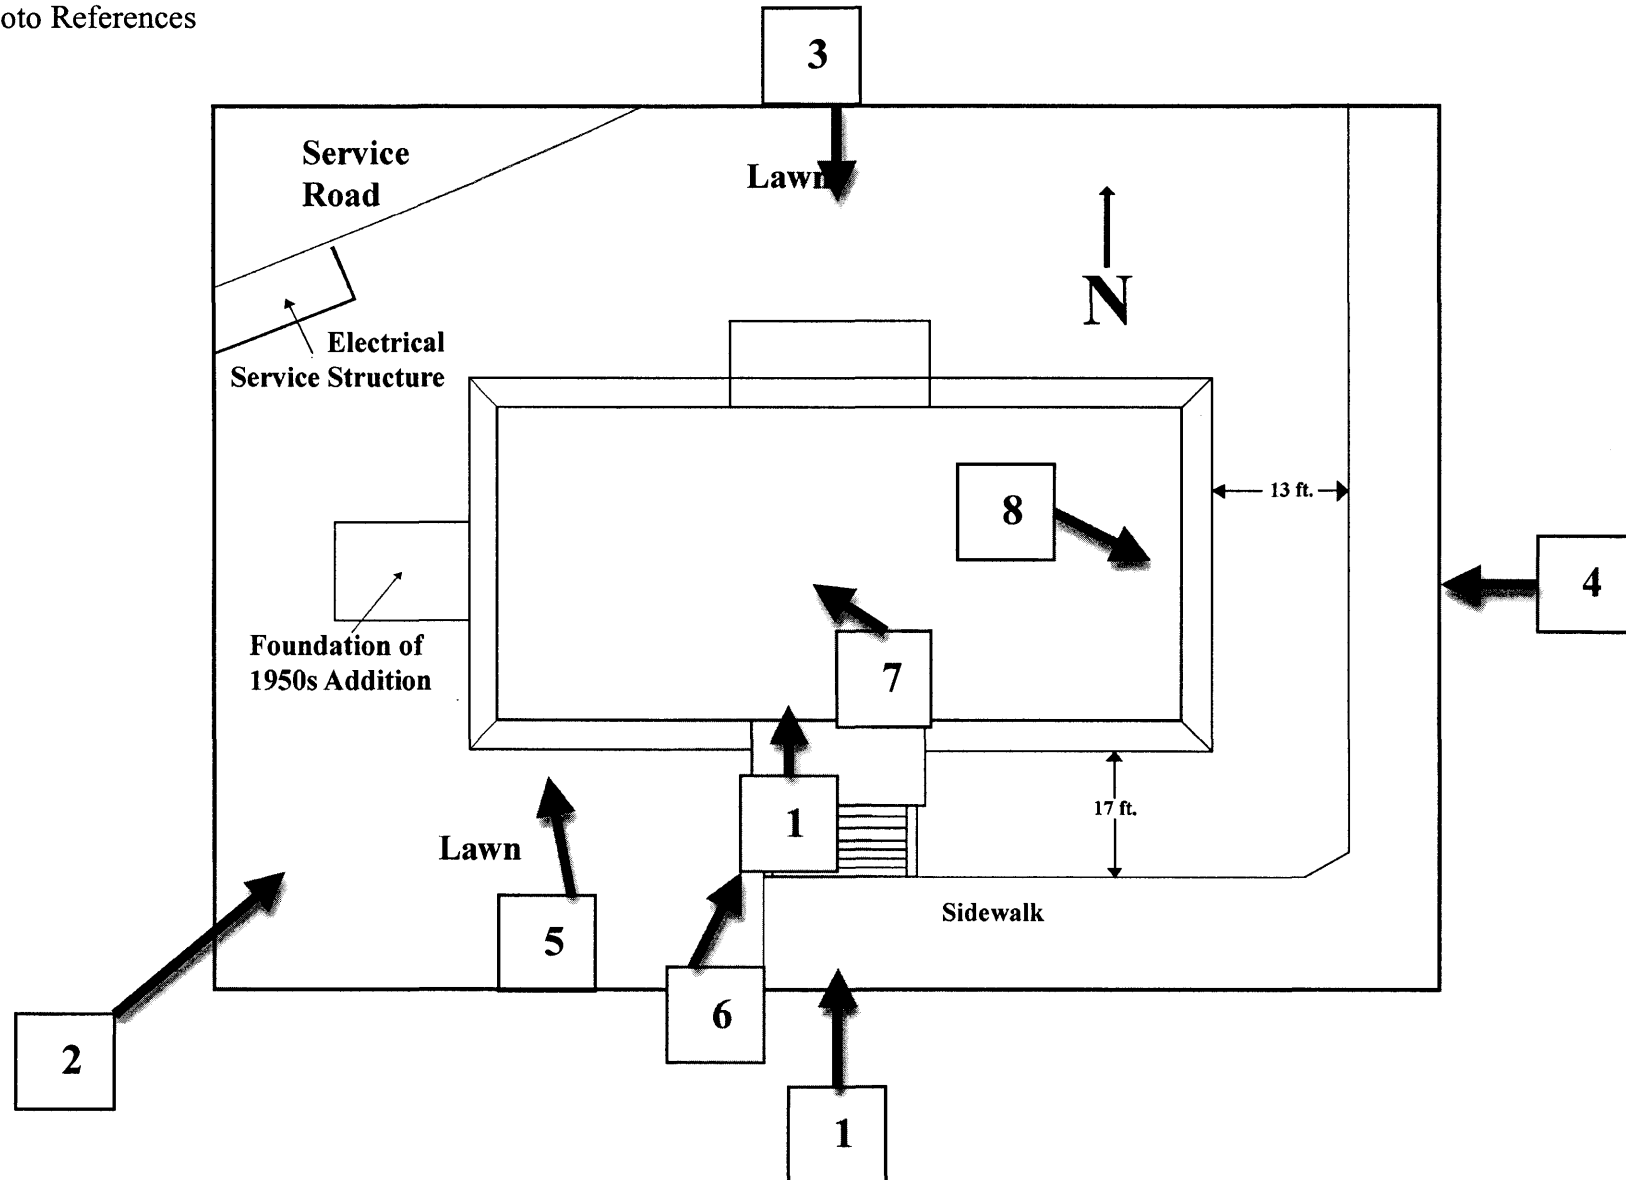 oto References
3
Service
Road
Lawn
N
Electrical
Service Structure
8
13 ft.
4
Foundation of
1950s Addition
7
1
17 ft.
Lawn
5
Sidewalk
6
2
1